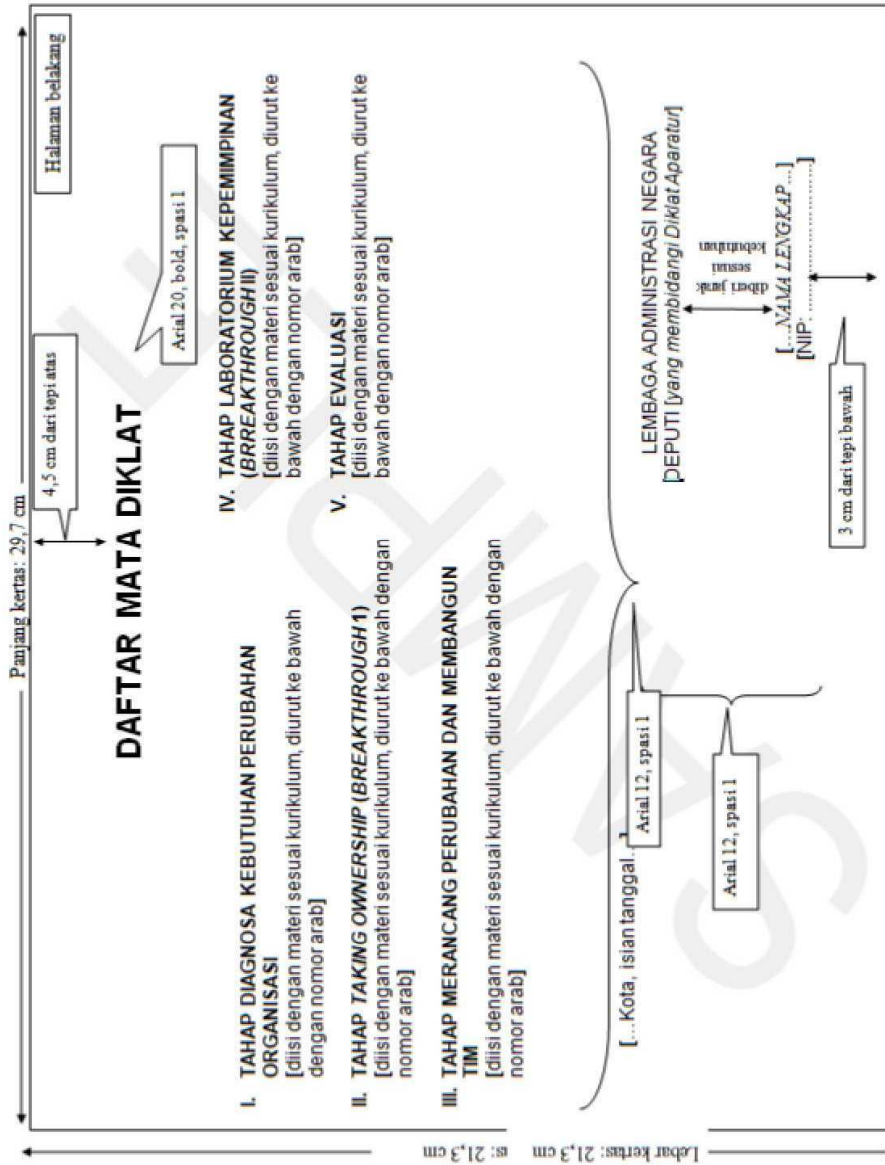 Panjang kertas: 29,7 cm
Halaman belakang
4,5 cm dari tepi atas
DAFTAR MATA DIKLAT
Arial 20, bold, spasi 1
I. TAHAP DIAGNOSA KEBUTUHAN PERUBAHAN
ORGANISASI
[diisi dengan materi sesuai kurikulum, diurut ke bawah
dengan nomor arab]
II. TAHAP TAKING OWNERSHIP (BREAKTHROUGH 1)
[diisi dengan materi sesuai kurikulum, diurut ke bawah dengan
nomor arab]
III. TAHAP MERANCANG PERUBAHAN DAN MEMBANGUN
TIM
[diisi dengan materi sesuai kurikulum, diurut ke bawah dengan
nomor arab]
IV. TAHAP LABORATORIUM KEPEMIMPINAN
(BRREAKTHROUGH II)
[diisi dengan materi sesuai kurikulum, diurut ke
bawah dengan nomor arab]
V. TAHAP EVALUASI
[diisi dengan materi sesuai kurikulum, diurut ke
bawah dengan nomor arab]
Arial 12, spasi 1
[...Kota, isian tanggal...]
LEMBAGA ADMINISTRASI NEGARA
DEPUTI [yang membidangi Diklat Aparatur]
diberi jarak
sesuai
kebutuhan
Arial 12, spasi 1
[...NAMA LENGKAP...]
[NIP: ........................]
3 cm dari tepi bawah
Lebar kertas: 21,3 cm
s: 21,3 cm
SAMPLE